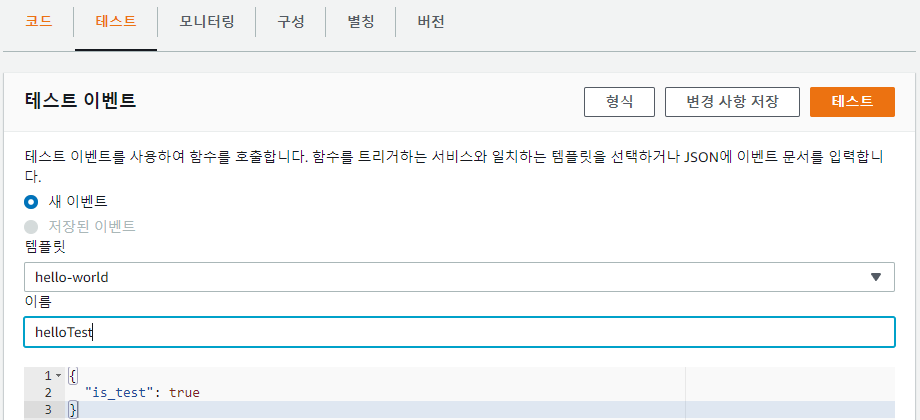 코드 테스트 모니터링 구성 별칭 버전
테스트 이벤트 형식 변경 사항 저장 테스트
테스트 이벤트를 사용하여 함수를 호출합니다. 함수를 트리거하는 서비스와 일치하는 템플릿을 선택하거나 JSON에 이벤트 문서를 입력합니
다.
새 이벤트
저장된 이벤트
템플릿
hello-world
이름
helloTest
1 {
2 "is_test": true
3 }